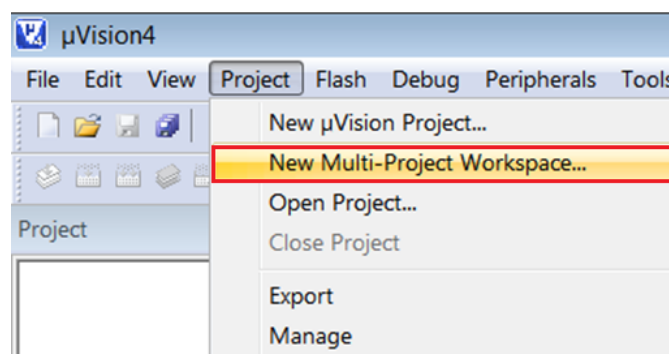 μVision4
File Edit View Project Flash Debug Peripherals Tools
New μVision Project...
New Multi-Project Workspace...
Open Project...
Project
Close Project
Export
Manage